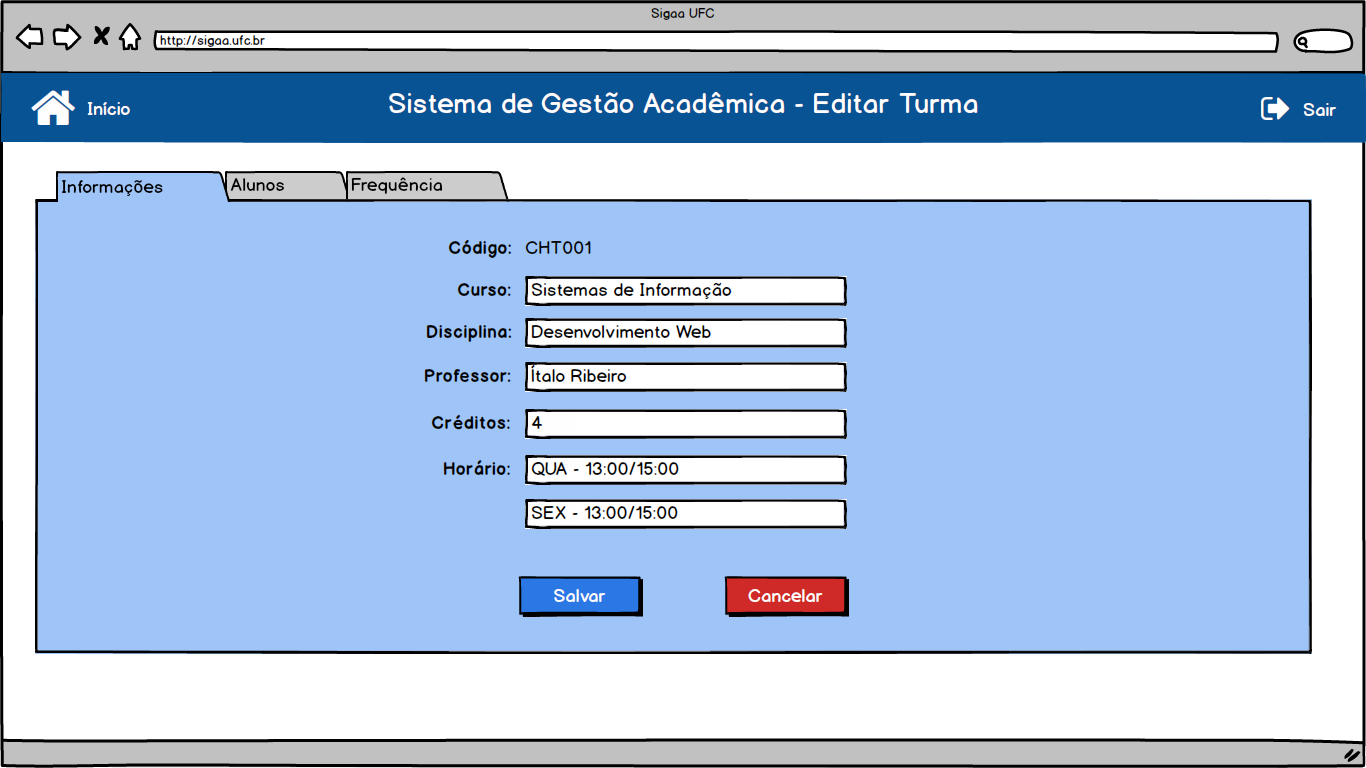 Sigaa UFC
http://sigaa.ufc.br
Início
Sistema de Gestão Acadêmica - Editar Turma
Sair
Informações
Alunos
Frequência
Código: CHT001
Curso: Sistemas de Informação
Disciplina: Desenvolvimento Web
Professor: Ítalo Ribeiro
Créditos: 4
Horário: QUA - 13:00/15:00
SEX - 13:00/15:00
Salvar
Cancelar